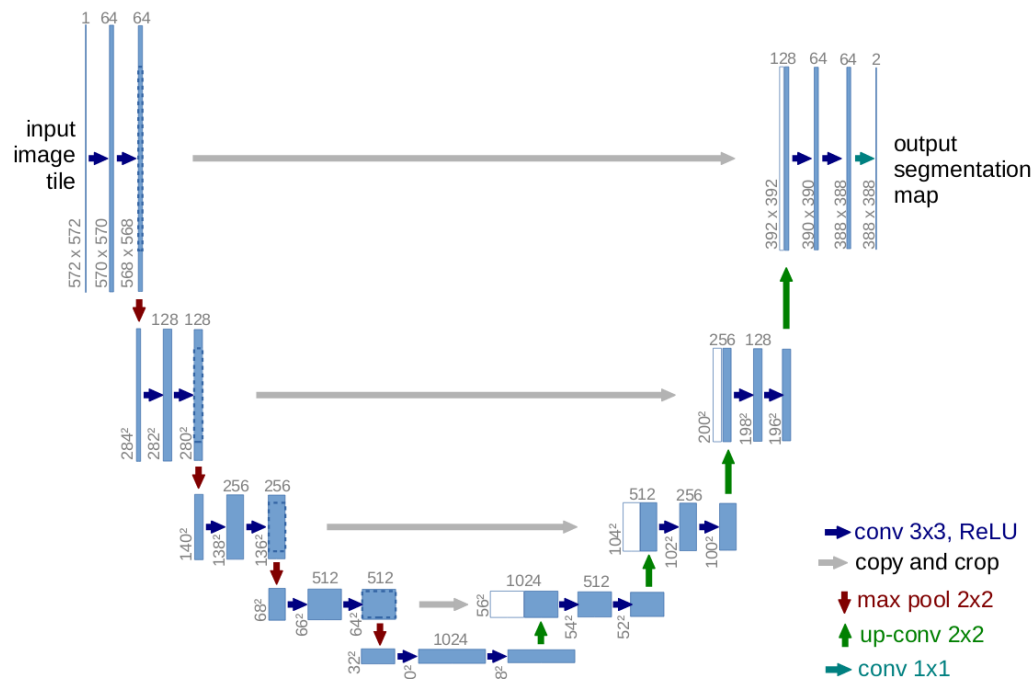 1 64 64
128 64 64 2
input
image
tile
output
segmentation
map
572 x 572
570 x 570
568 x 568
392 x 392
390 x 390
388 x 388
388 x 388
128 128
256 128
284²
282²
280²
200²
198²
196²
256 256
512 256
140²
138²
136²
104²
102²
100²
512 512
1024 512
68²
66²
64²
56²
54²
52²
1024
32²
0²
8²
conv 3x3, ReLU
copy and crop
max pool 2x2
up-conv 2x2
conv 1x1